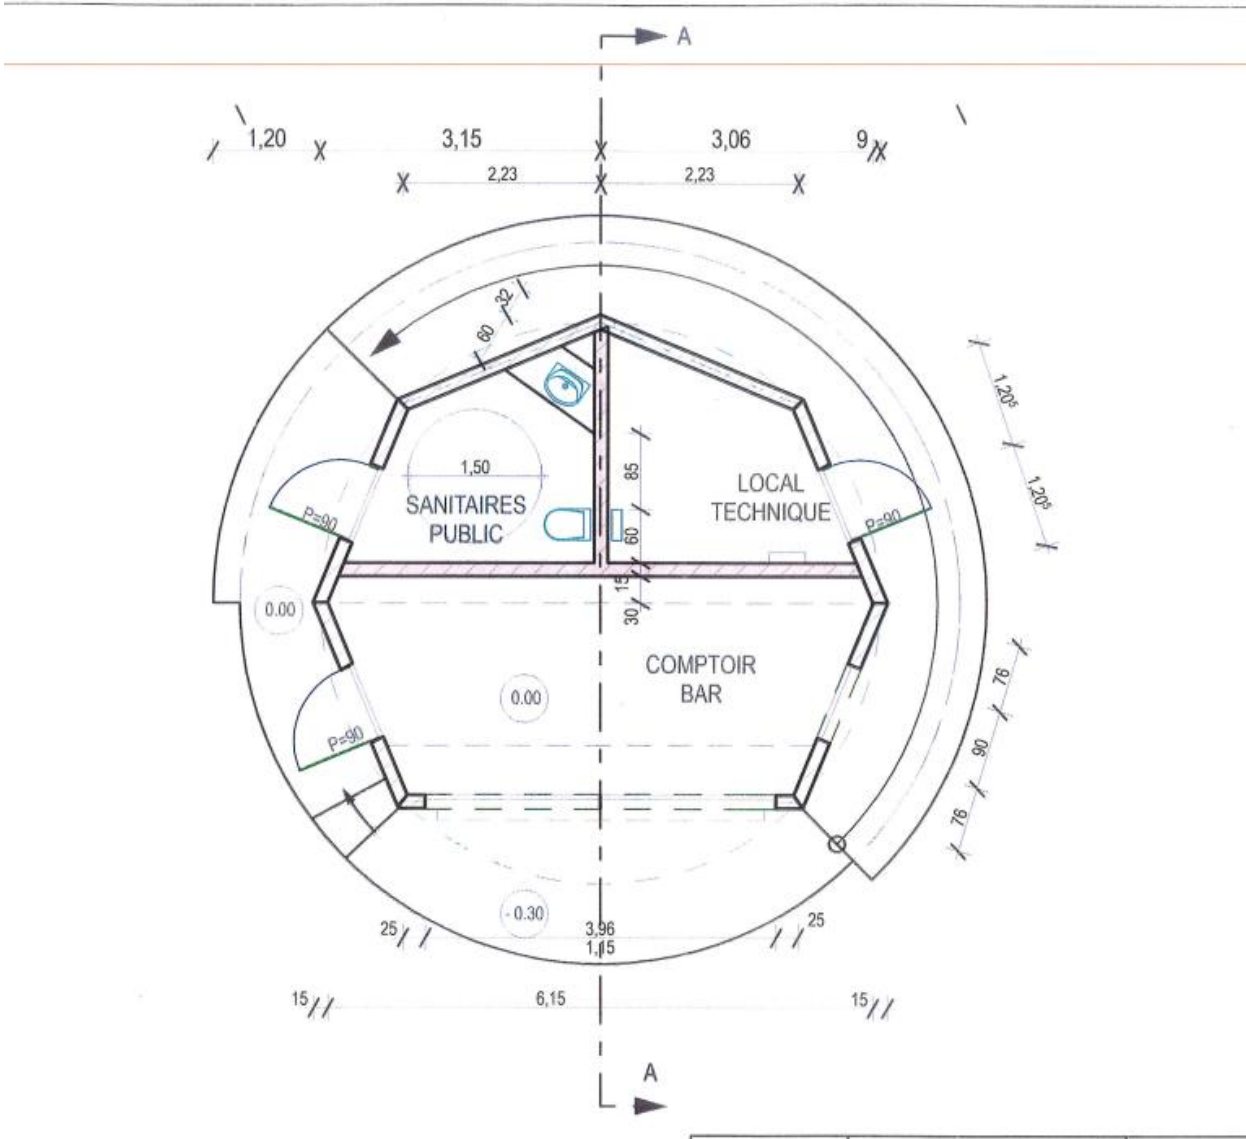 A
1,20
3,15
3,06
9
2,23
2,23
32
60
1,20⁵
1,50
85
SANITAIRES
PUBLIC
LOCAL
TECHNIQUE
1,20⁵
P=90
P=90
60
15
0.00
30
COMPTOIR
BAR
76
0.00
P=90
90
76
- 0.30
25
3,96
25
1,15
15
6,15
15
A